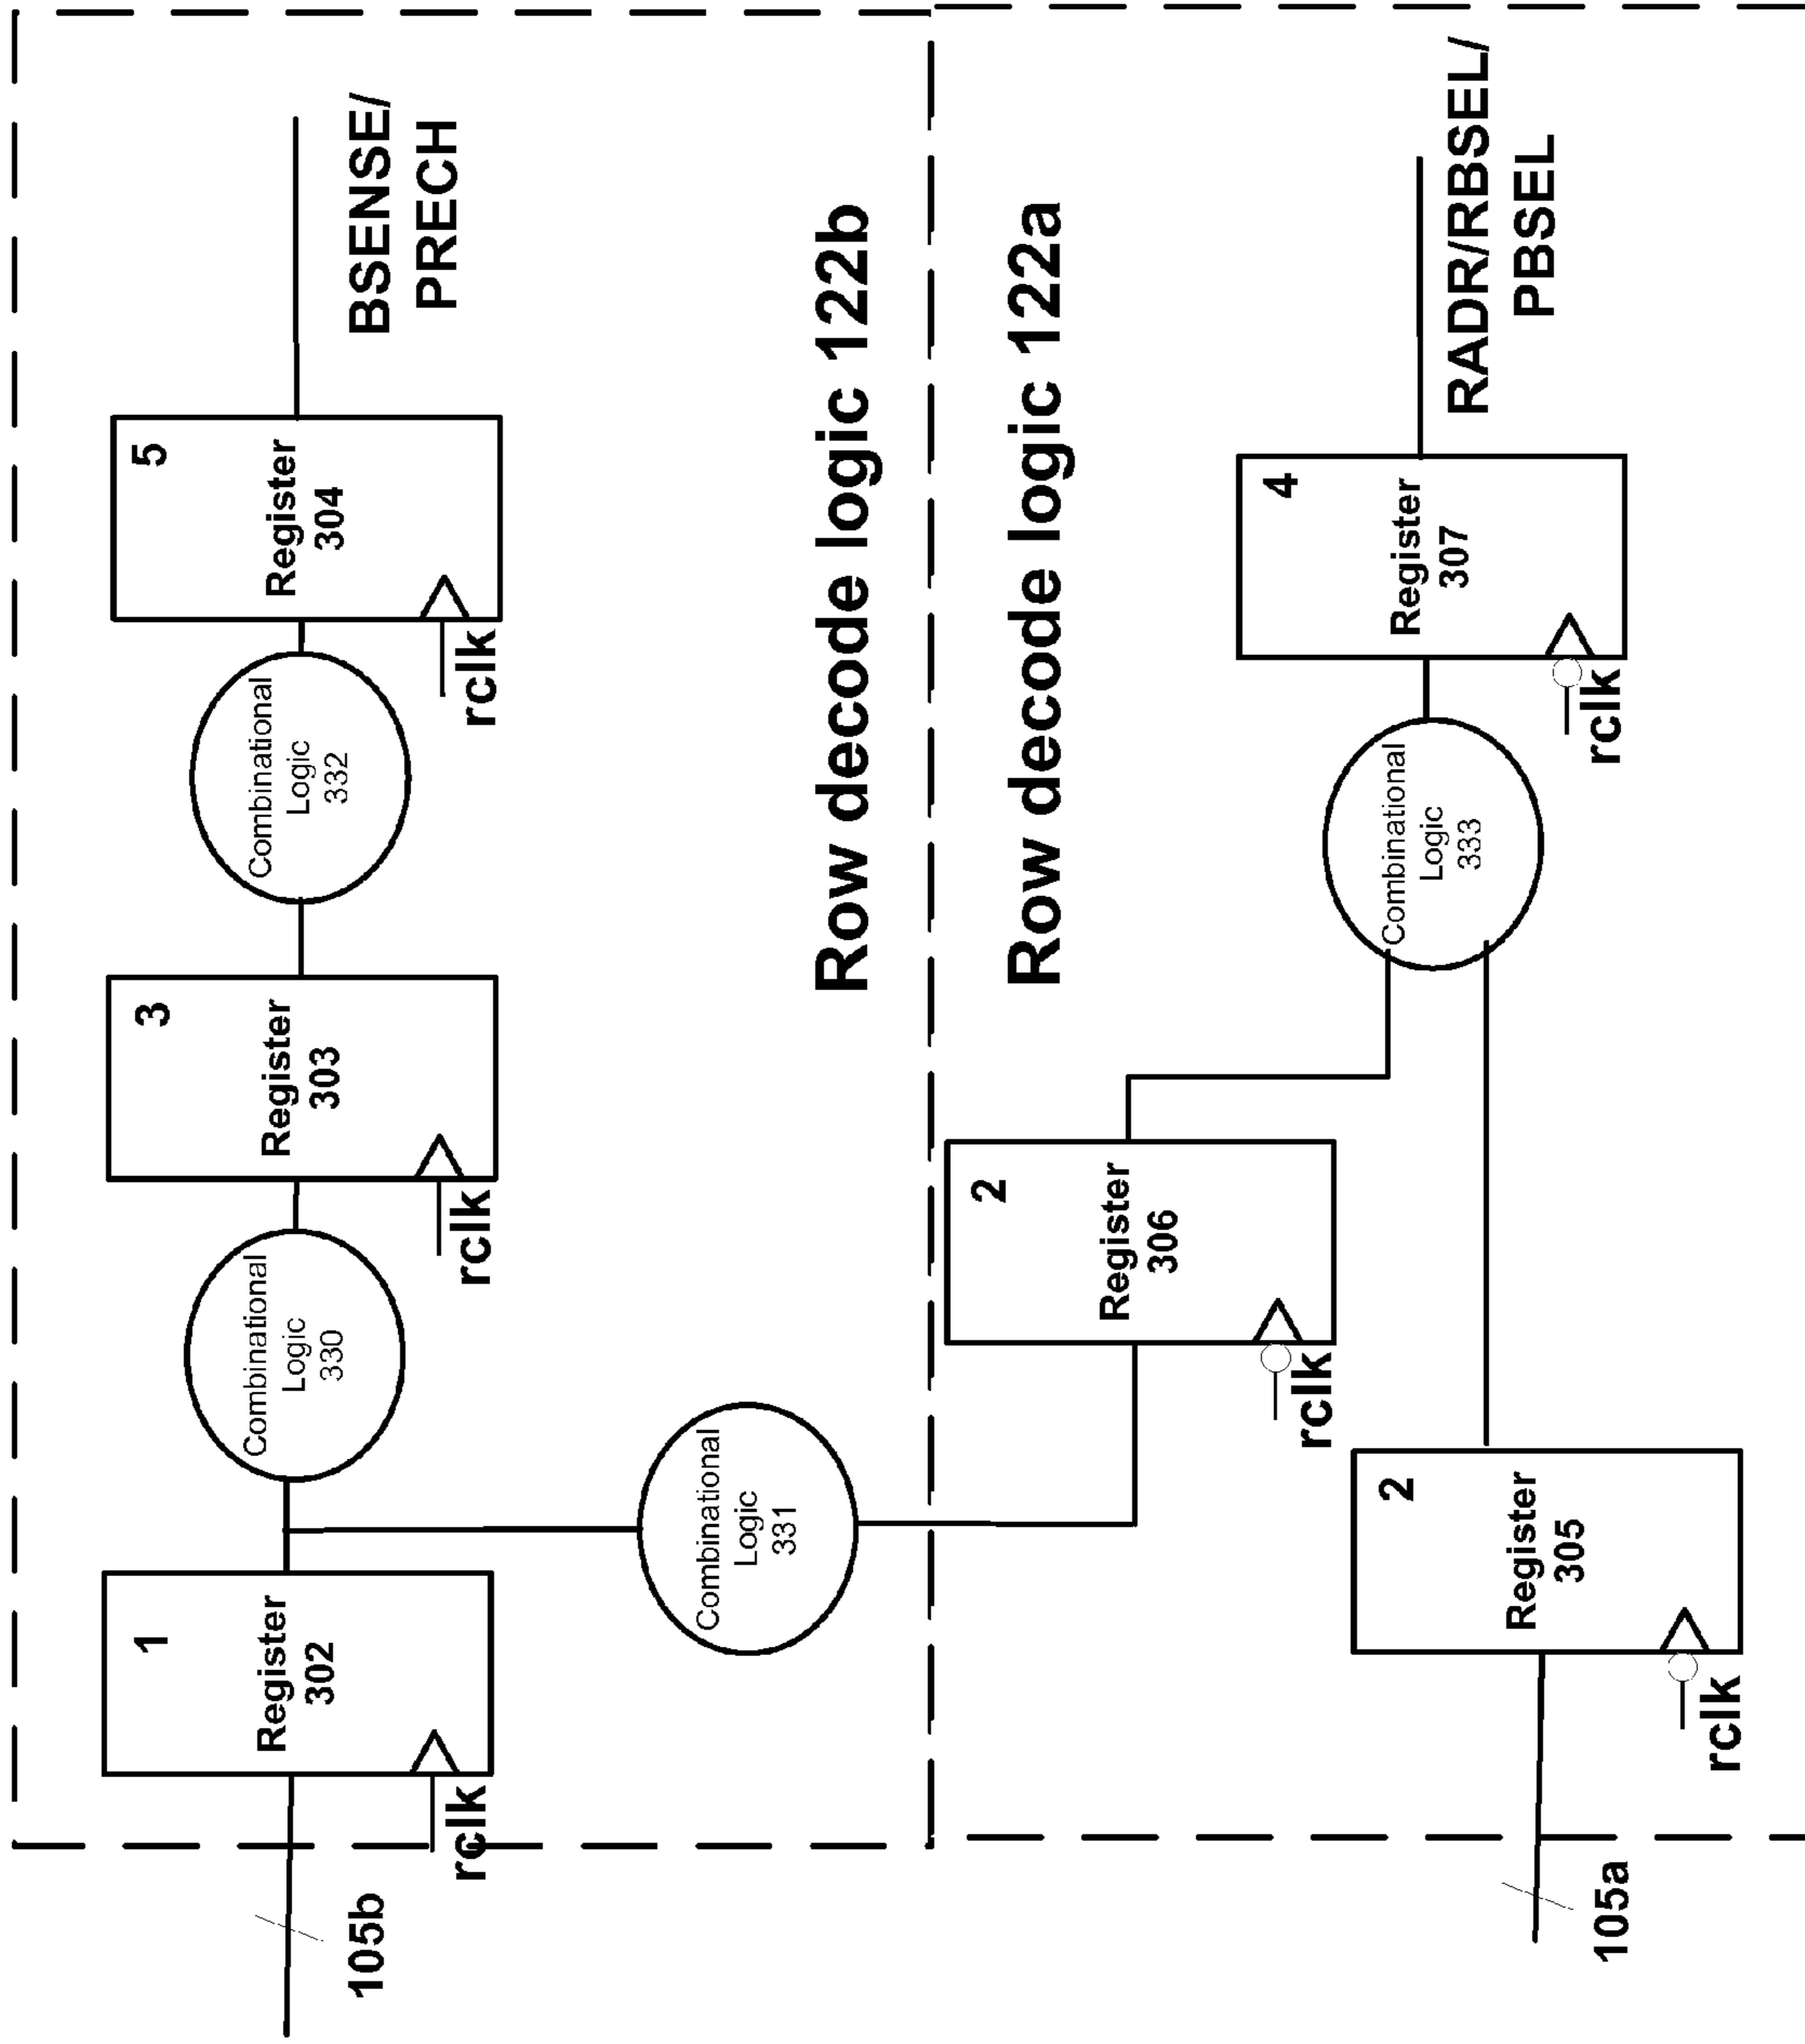 105b
1
Register
302
rclk
Combinational
Logic
330
3
Register
303
rclk
Combinational
Logic
332
5
Register
304
rclk
BSENSE/
PRECH
Combinational
Logic
331
Row decode logic 122b
Row decode logic 122a
2
Register
306
rclk
105a
2
Register
305
rclk
Combinational
Logic
333
4
Register
307
rclk
RADR/RBSEL/
PBSEL